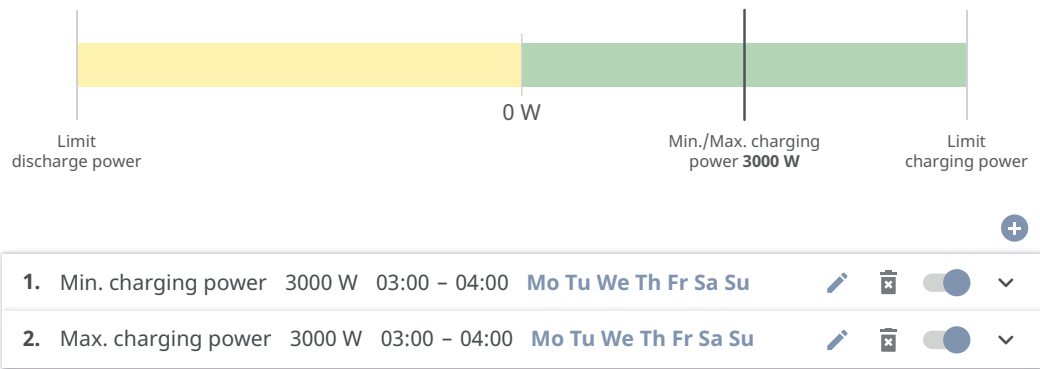 0 W
Limit
discharge power
Min./Max. charging
power 3000 W
Limit
charging power
1. Min. charging power 3000 W 03:00 – 04:00 Mo Tu We Th Fr Sa Su
2. Max. charging power 3000 W 03:00 – 04:00 Mo Tu We Th Fr Sa Su